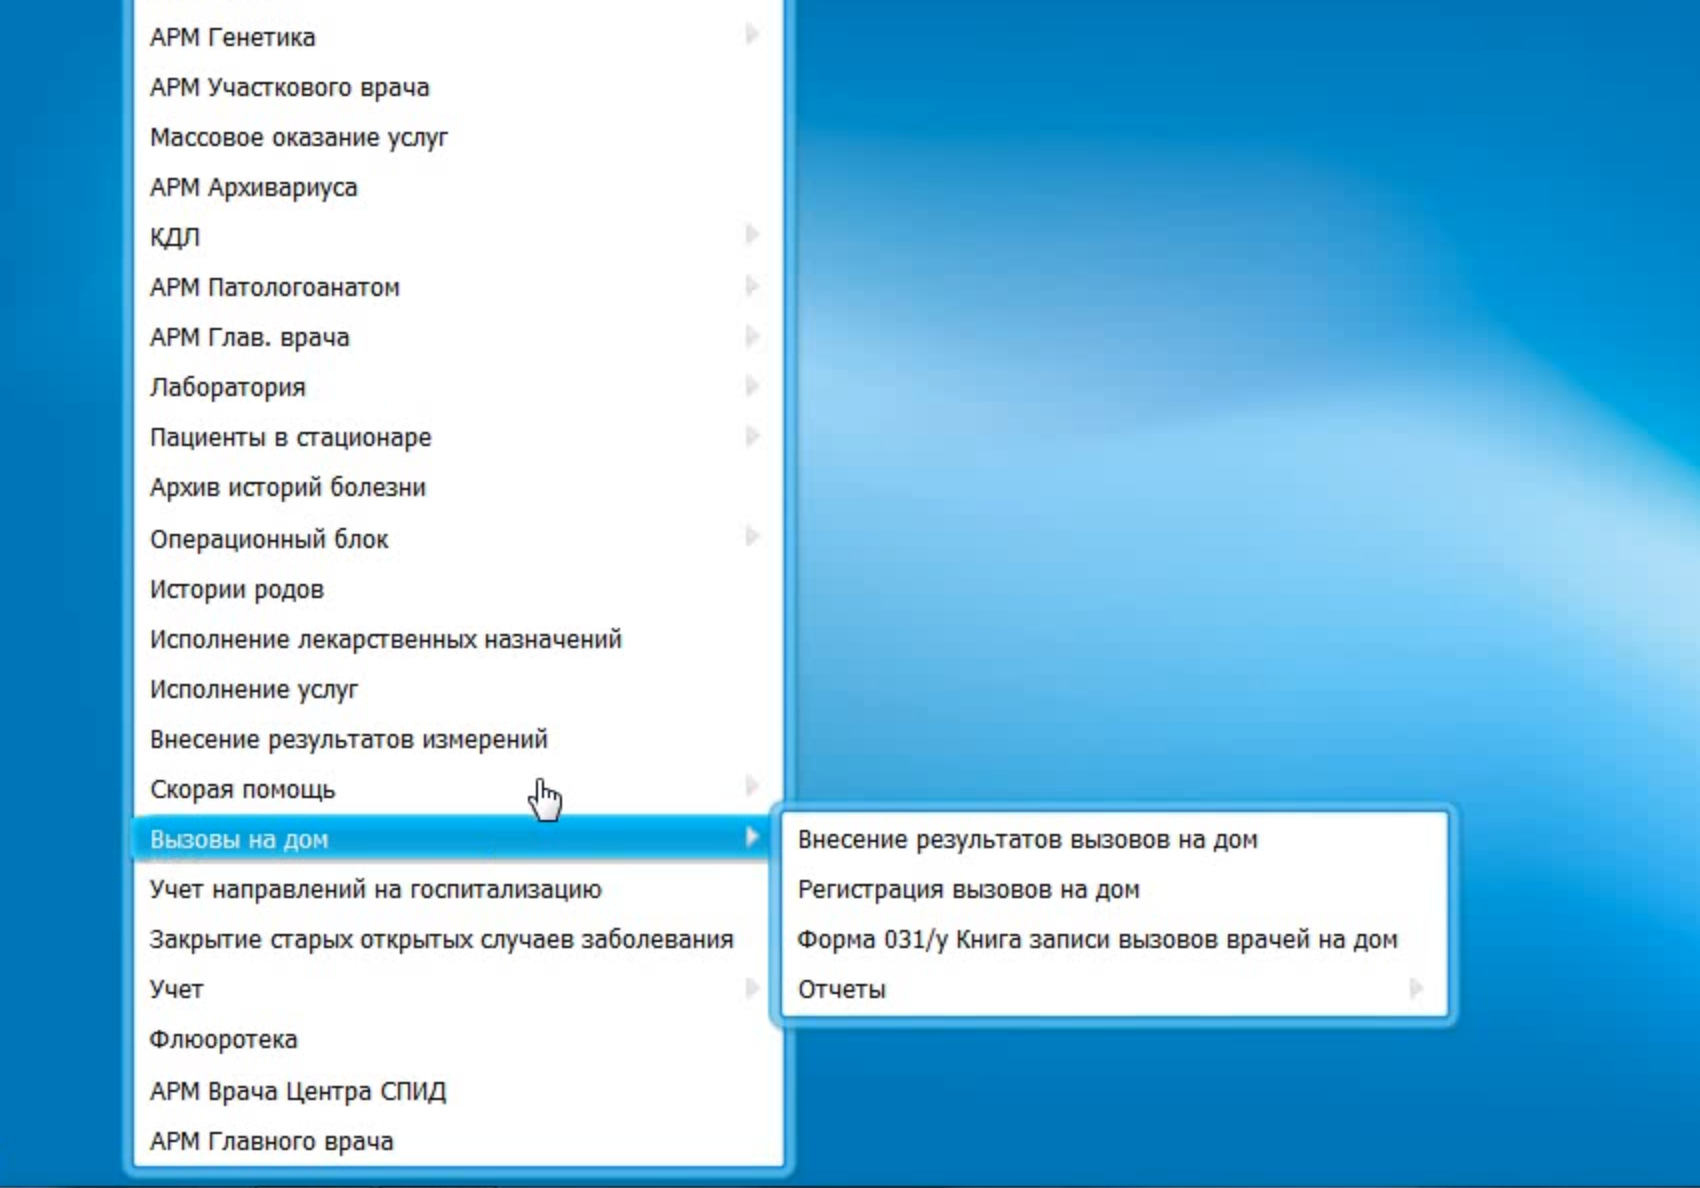 АРМ Генетика
АРМ Участкового врача
Массовое оказание услуг
АРМ Архивариуса
КДЛ
АРМ Патологоанатом
АРМ Глав. врача
Лаборатория
Пациенты в стационаре
Архив историй болезни
Операционный блок
Истории родов
Исполнение лекарственных назначений
Исполнение услуг
Внесение результатов измерений
Скорая помощь
Вызовы на дом
Учет направлений на госпитализацию
Закрытие старых открытых случаев заболевания
Учет
Флюоротека
АРМ Врача Центра СПИД
АРМ Главного врача
Внесение результатов вызовов на дом
Регистрация вызовов на дом
Форма 031/у Книга записи вызовов врачей на дом
Отчеты